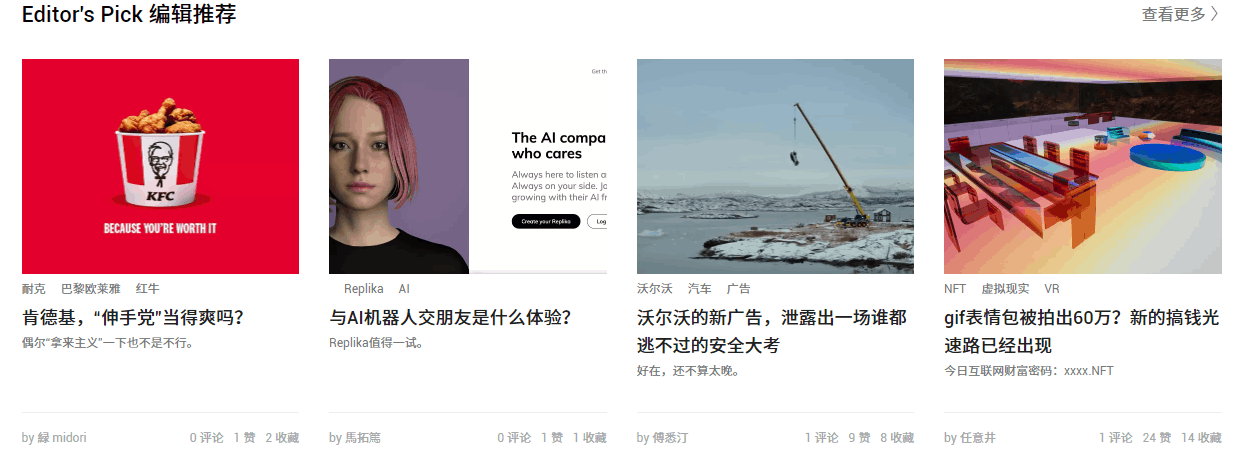 Editor's Pick 编辑推荐
查看更多 〉
KFC
BECAUSE YOU'RE WORTH IT
耐克 巴黎欧莱雅 红牛
肯德基，“伸手党”当得爽吗？
偶尔“拿来主义”一下也不是不行。
by 緑 midori
0 评论 1 赞 2 收藏
Get th
The AI compa
who cares
Always here to listen a
Always on your side. Jo
growing with their AI fr
Create your Replika
Log
Replika AI
与AI机器人交朋友是什么体验？
Replika值得一试。
by 馬拓篶
0 评论 1 赞 1 收藏
沃尔沃 汽车 广告
沃尔沃的新广告，泄露出一场谁都
逃不过的安全大考
好在，还不算太晚。
by 傅悉汀
1 评论 9 赞 8 收藏
NFT 虚拟现实 VR
gif表情包被拍出60万？新的搞钱光
速路已经出现
今日互联网财富密码：xxxx.NFT
by 任意井
1 评论 24 赞 14 收藏